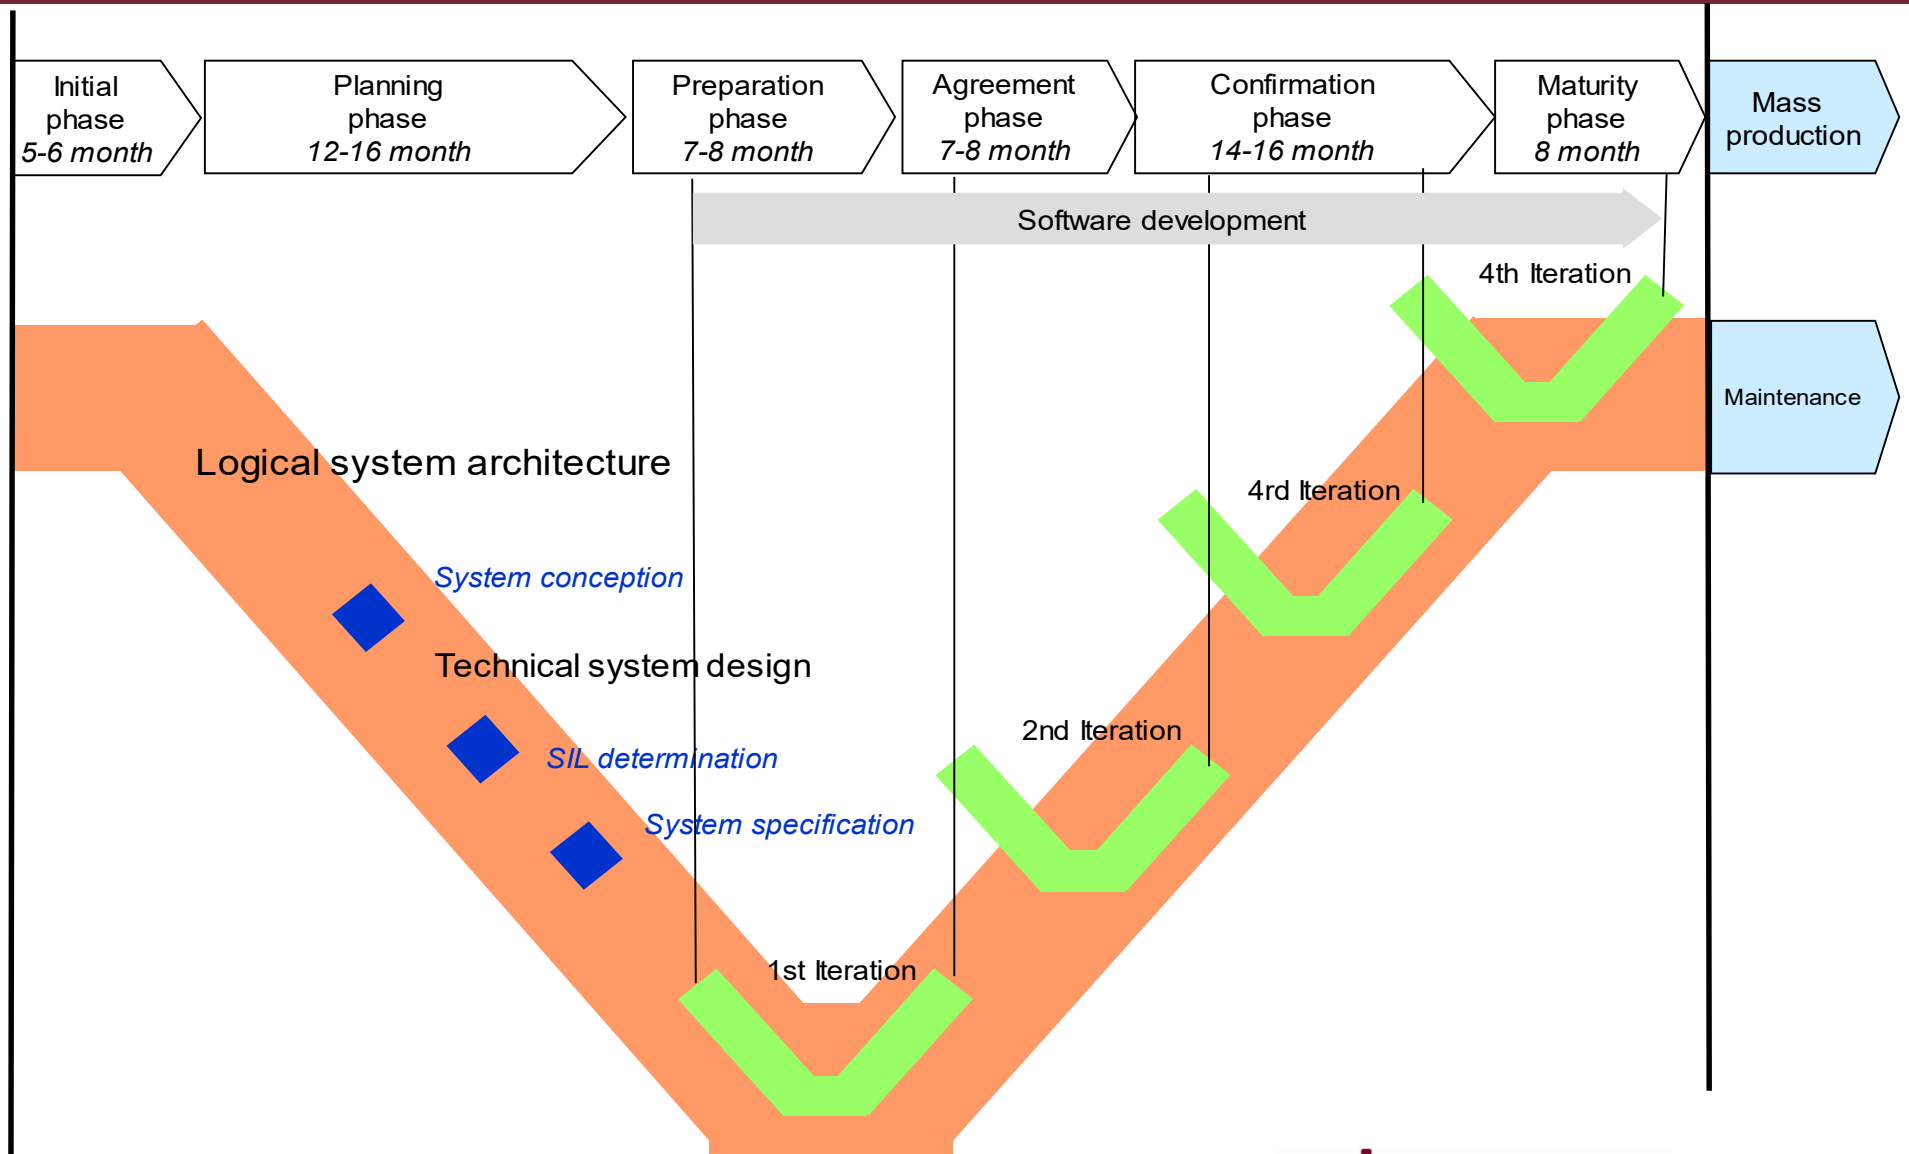 Initial
phase
5-6 month
Planning
phase
12-16 month
Preparation
phase
7-8 month
Agreement
phase
7-8 month
Confirmation
phase
14-16 month
Maturity
phase
8 month
Mass
production
Software development
4th Iteration
Maintenance
Logical system architecture
4rd Iteration
System conception
Technical system design
2nd Iteration
SIL determination
System specification
1st Iteration